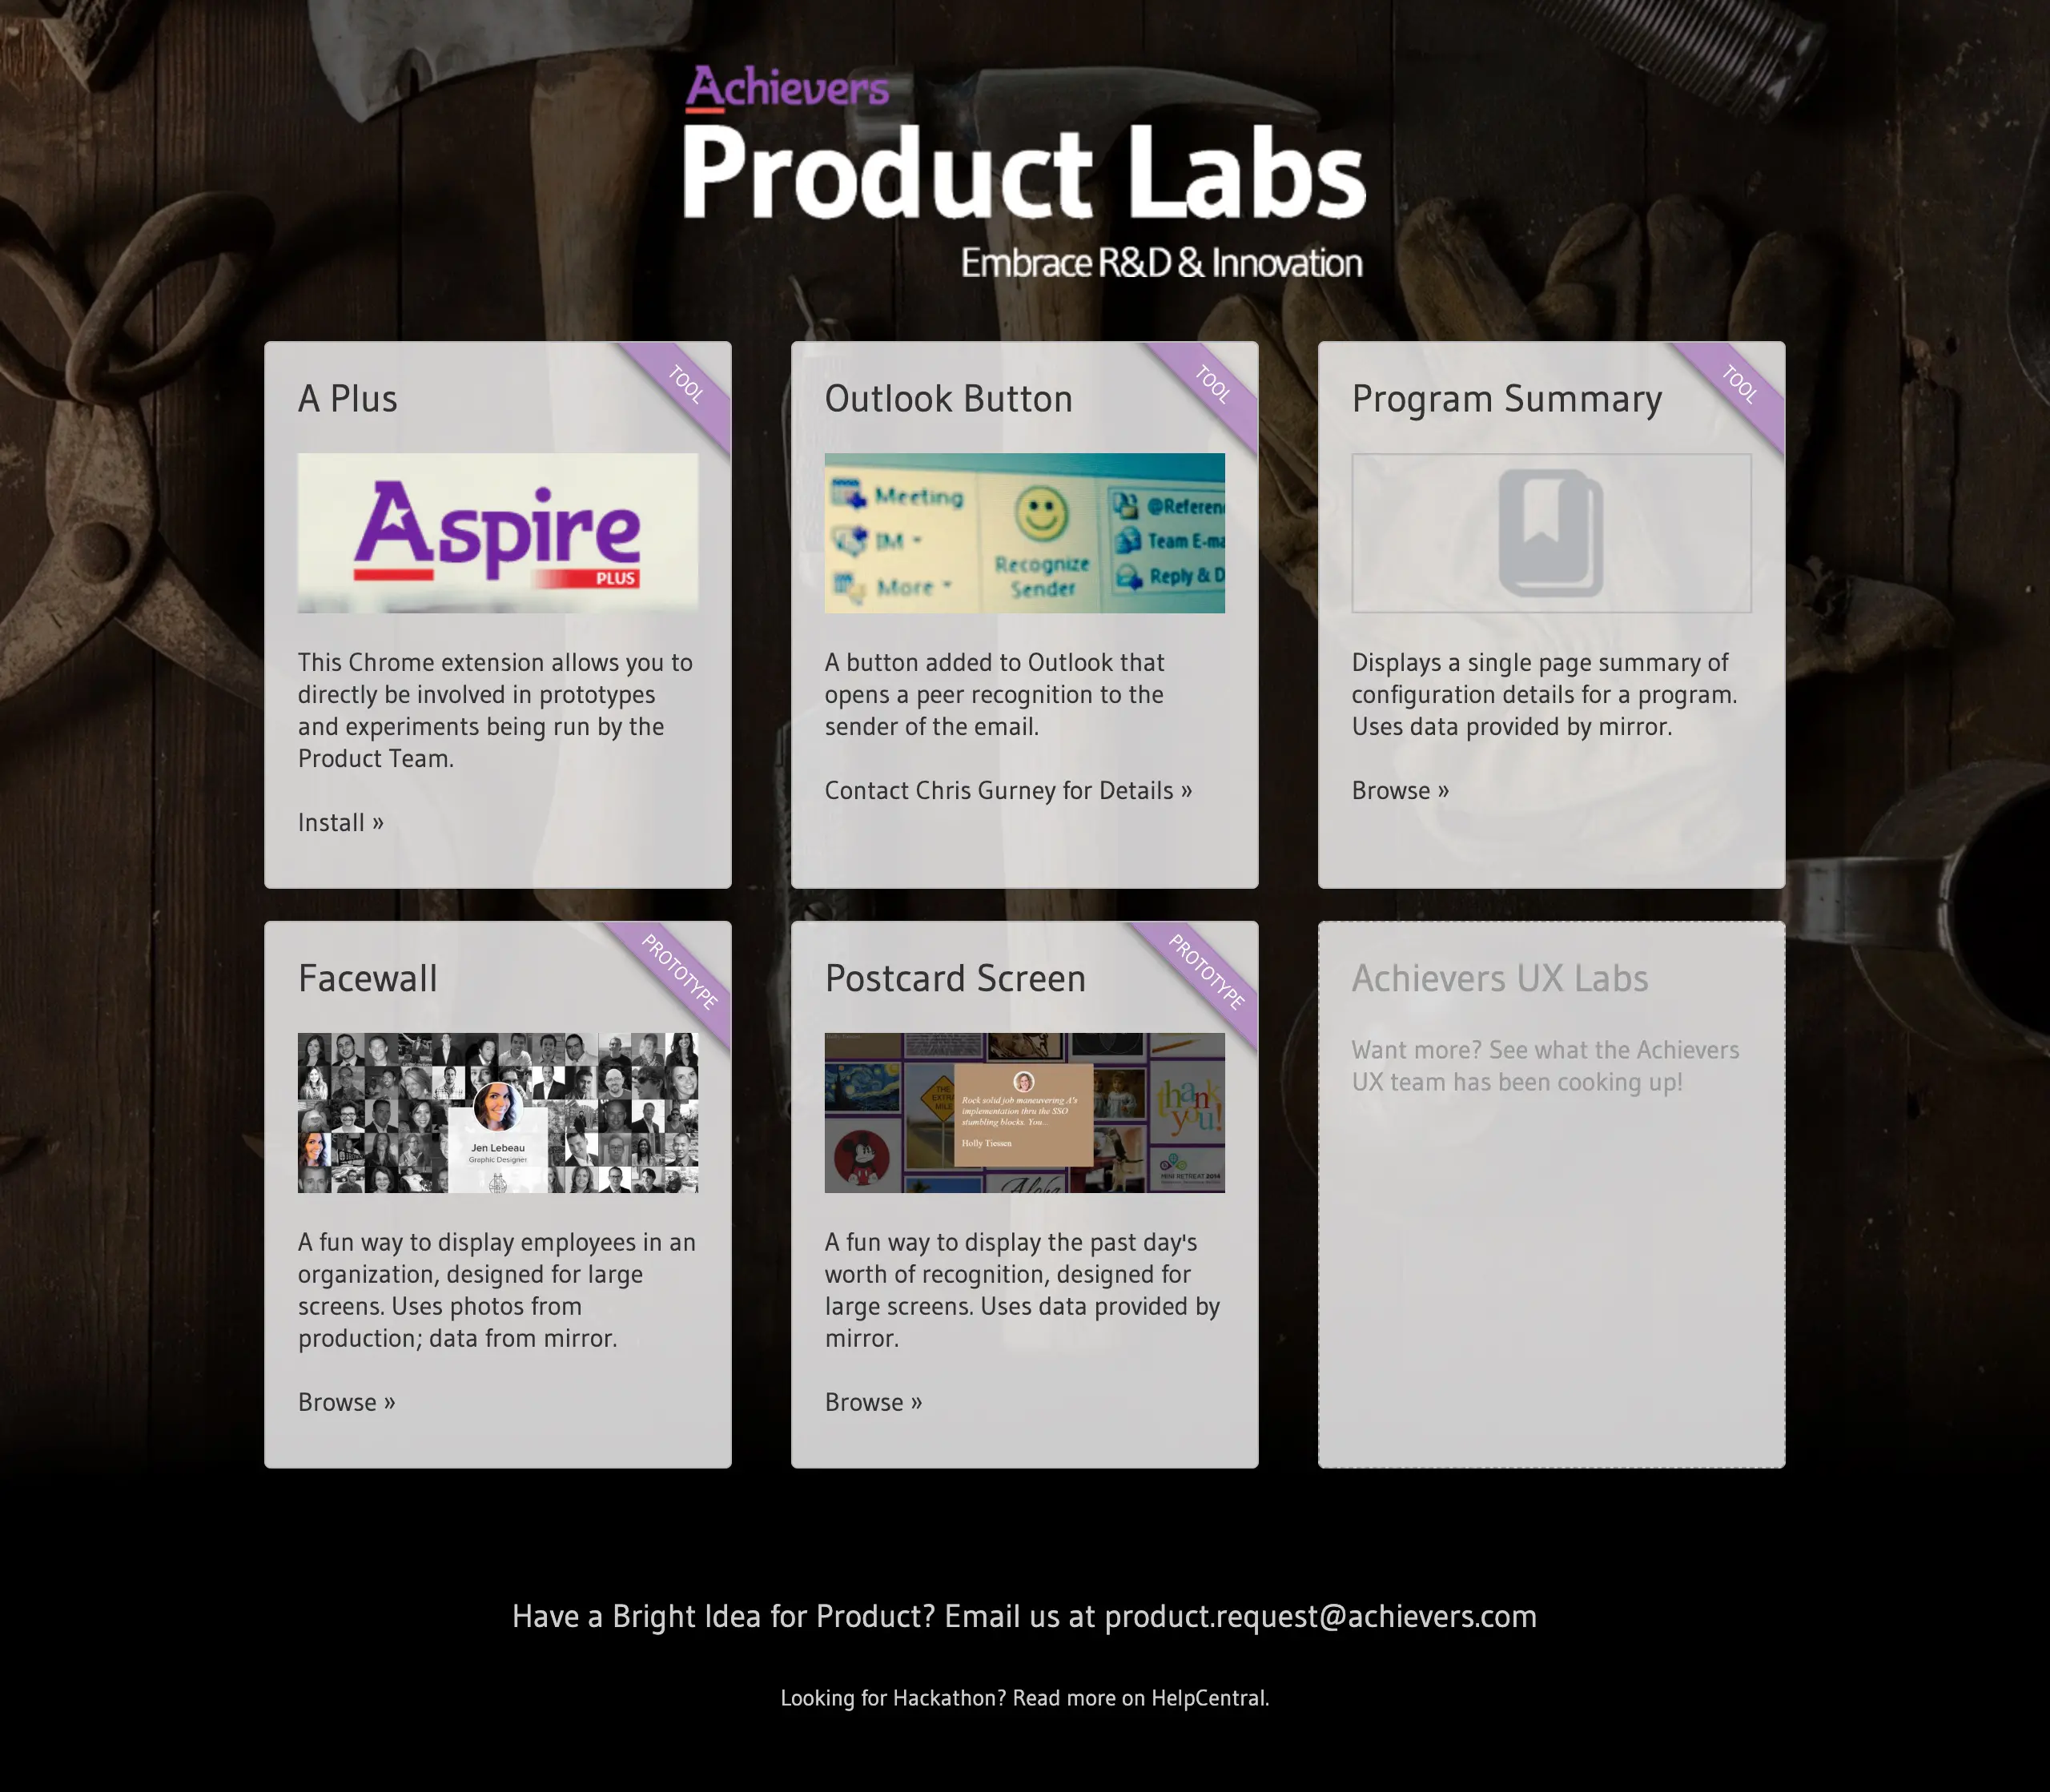 Achievers
Product Labs
Embrace R&D & Innovation
A Plus
TOOL
Aspire
PLUS
This Chrome extension allows you to
directly be involved in prototypes
and experiments being run by the
Product Team.
Install »
Outlook Button
TOOL
Meeting
IM
More
Recognize
Sender
Team E-ma
Reply & D
A button added to Outlook that
opens a peer recognition to the
sender of the email.
Contact Chris Gurney for Details »
Program Summary
TOOL
Displays a single page summary of
configuration details for a program.
Uses data provided by mirror.
Browse »
Facewall
PROTOTYPE
Jen Lebeau
Graphic Designer
A fun way to display employees in an
organization, designed for large
screens. Uses photos from
production; data from mirror.
Browse »
Postcard Screen
PROTOTYPE
THE
EXTRA
MILE
Rock solid job maneuvering A's
implementation thru the SSO
stumbling blocks. You...
Holly Tiessen
thank
you!
MINI RETREAT 2014
Aloha
A fun way to display the past day's
worth of recognition, designed for
large screens. Uses data provided by
mirror.
Browse »
Achievers UX Labs
Want more? See what the Achievers
UX team has been cooking up!
Have a Bright Idea for Product? Email us at product.request@achievers.com
Looking for Hackathon? Read more on HelpCentral.